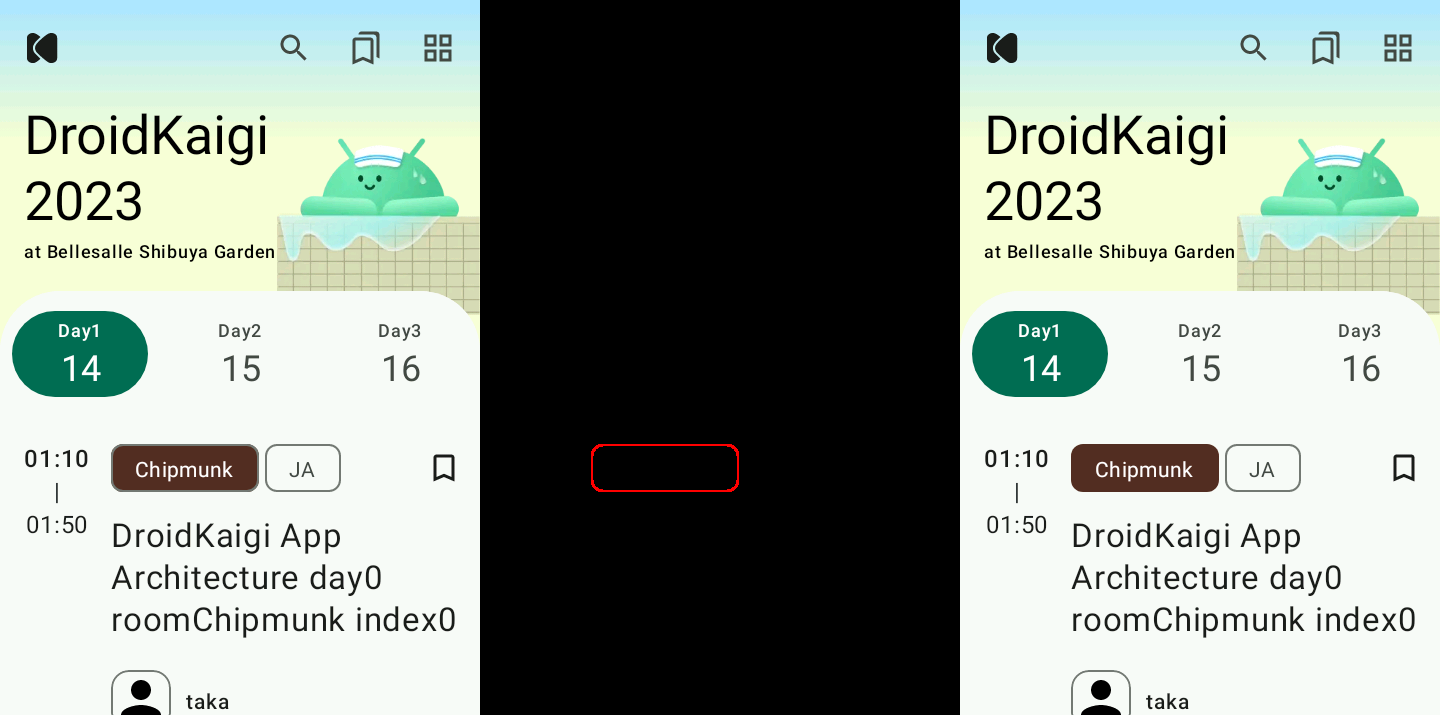 DroidKaigi
2023
at Bellesalle Shibuya Garden
Day1
Day2
Day3
14
15
16
01:10
Chipmunk
JA
|
01:50
DroidKaigi App
Architecture day0
roomChipmunk index0
taka
DroidKaigi
2023
at Bellesalle Shibuya Garden
Day1
Day2
Day3
14
15
16
01:10
Chipmunk
JA
|
01:50
DroidKaigi App
Architecture day0
roomChipmunk index0
taka